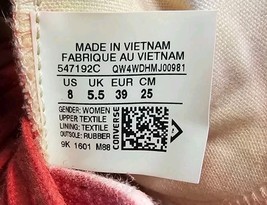 MADE IN VIETNAM
FABRIQUE AU VIETNAM
547192C QW4WDHMJ00981
US UK EUR CM
8 5.5 39 25
GENDER: WOMEN
UPPER TEXTILE
LINING: TEXTILE
OUTSOLE: RUBBER
9K 1601 M88
CONVERSE